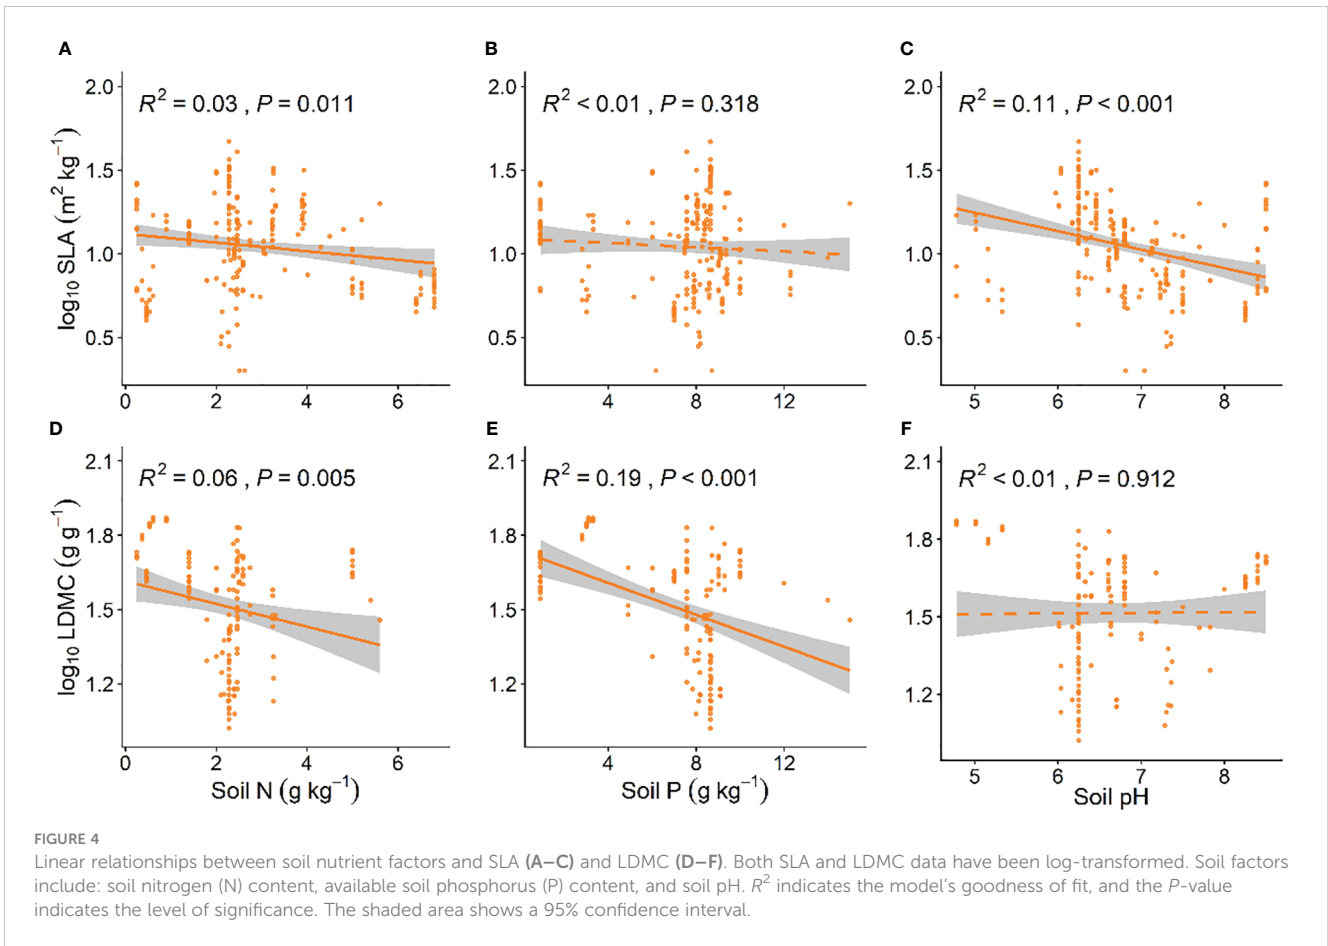 A
B
C
log₁₀ SLA (m² kg⁻¹)
2.0
1.5
1.0
0.5
R² = 0.03 , P = 0.011
0 2 4 6
2.0
1.5
1.0
0.5
R² < 0.01 , P = 0.318
4 8 12
2.0
1.5
1.0
0.5
R² = 0.11 , P < 0.001
5 6 7 8
D
E
F
log₁₀ LDMC (g g⁻¹)
2.1
1.8
1.5
1.2
R² = 0.06 , P = 0.005
0 2 4 6
Soil N (g kg⁻¹)
2.1
1.8
1.5
1.2
R² = 0.19 , P < 0.001
4 8 12
Soil P (g kg⁻¹)
2.1
1.8
1.5
1.2
R² < 0.01 , P = 0.912
5 6 7 8
Soil pH
FIGURE 4
Linear relationships between soil nutrient factors and SLA (A–C) and LDMC (D–F). Both SLA and LDMC data have been log-transformed. Soil factors
include: soil nitrogen (N) content, available soil phosphorus (P) content, and soil pH. R² indicates the model's goodness of fit, and the P-value
indicates the level of significance. The shaded area shows a 95% confidence interval.